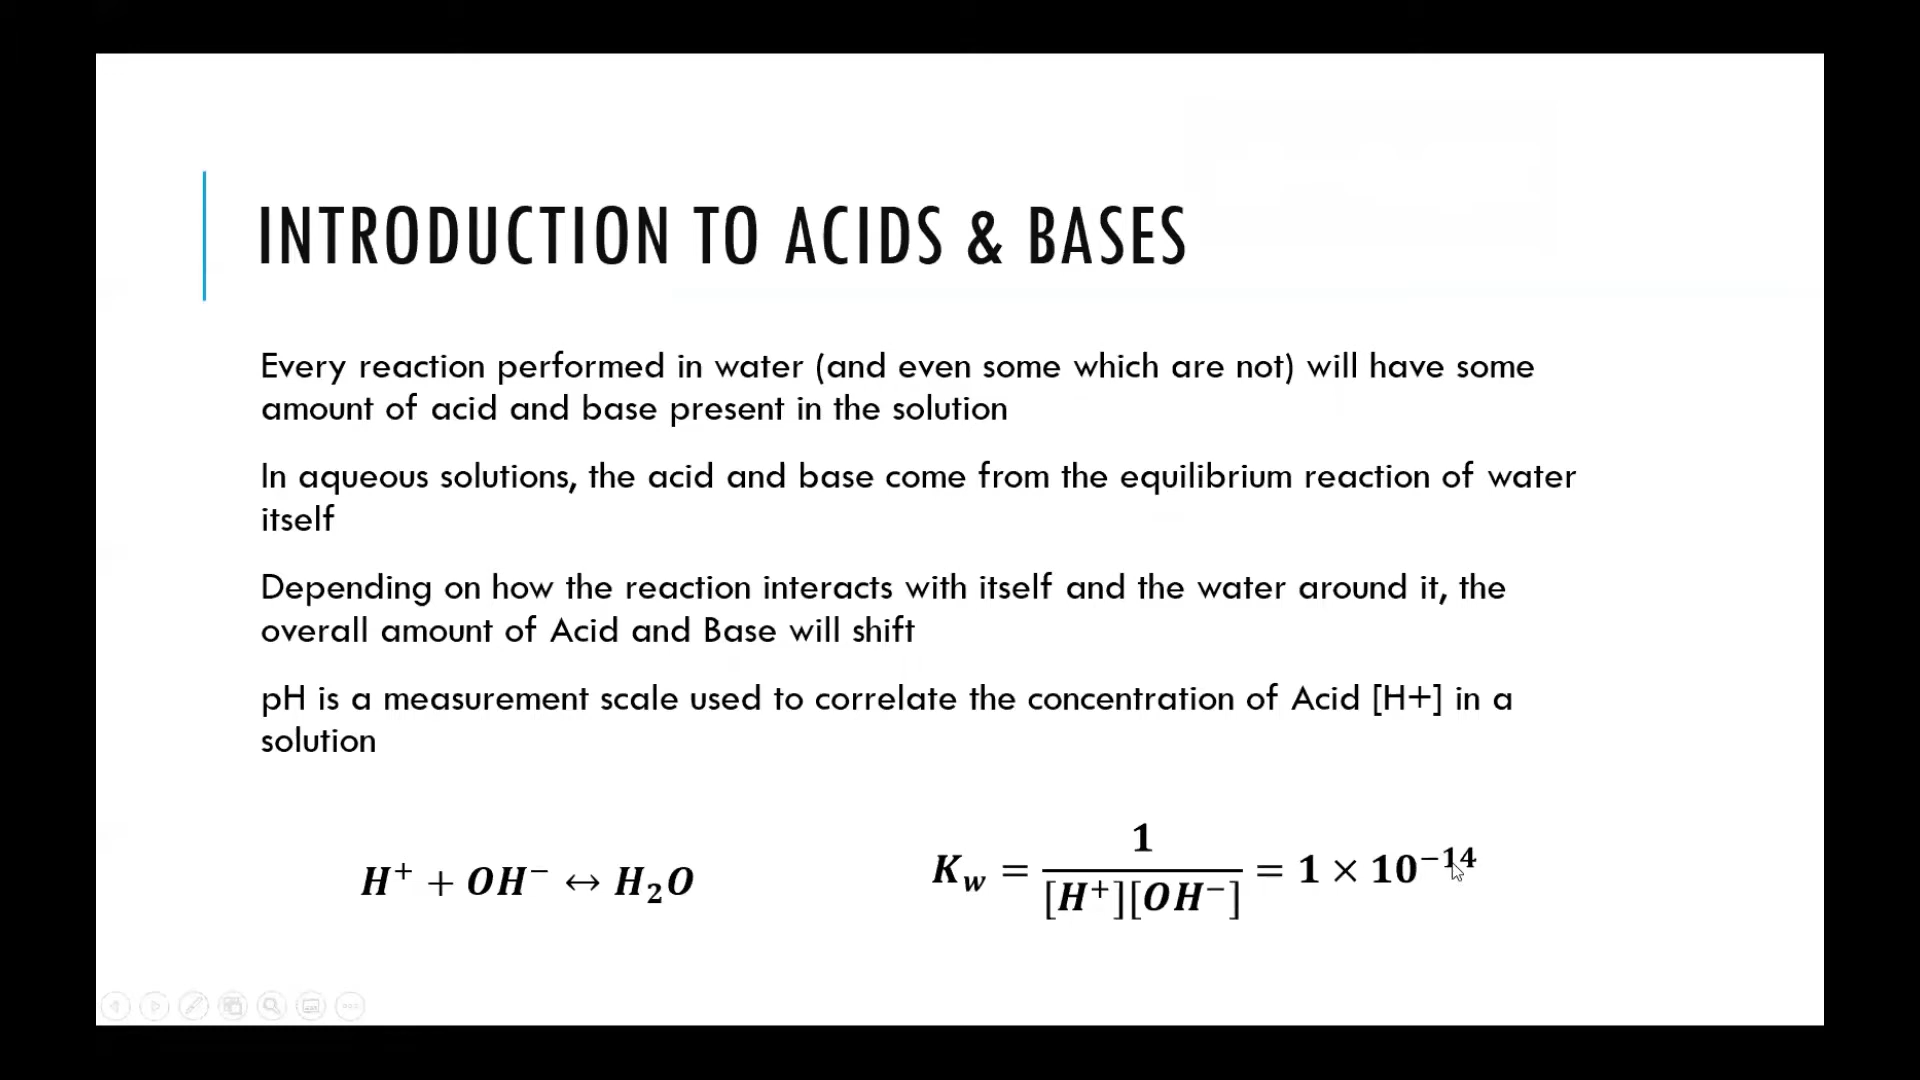 INTRODUCTION TO ACIDS & BASES
Every reaction performed in water (and even some which are not) will have some
amount of acid and base present in the solution
In aqueous solutions, the acid and base come from the equilibrium reaction of water
itself
Depending on how the reaction interacts with itself and the water around it, the
overall amount of Acid and Base will shift
pH is a measurement scale used to correlate the concentration of Acid [H+] in a
solution
H⁺ + OH⁻ ↔ H₂O
K_w = 1 / [H⁺][OH⁻] = 1 × 10⁻¹⁴